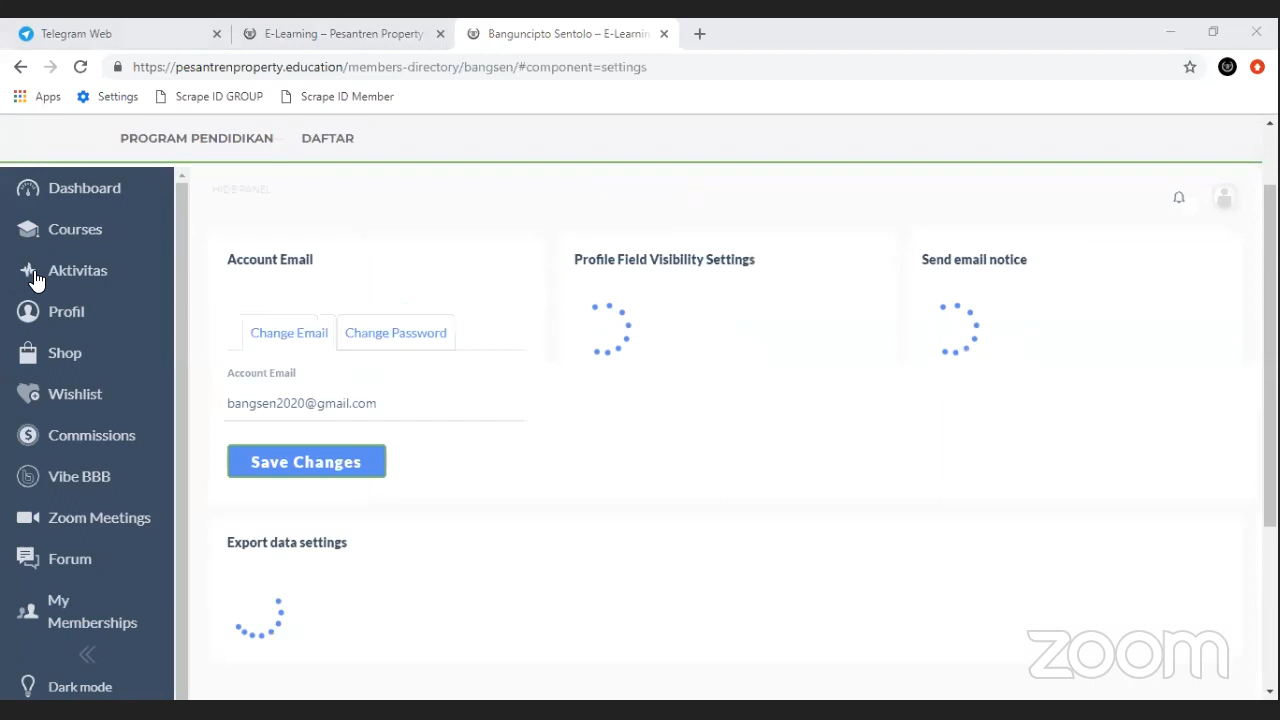 Telegram Web
E-Learning – Pesantren Property
Banguncipto Sentolo – E-Learnin
https://pesantrenproperty.education/members-directory/bangsen/#component=settings
Apps
Settings
Scrape ID GROUP
Scrape ID Member
PROGRAM PENDIDIKAN
DAFTAR
Dashboard
Courses
Aktivitas
Profil
Shop
Wishlist
Commissions
Vibe BBB
Zoom Meetings
Forum
My
Memberships
Dark mode
HIDE PANEL
Account Email
Change Email
Change Password
Account Email
bangsen2020@gmail.com
Save Changes
Profile Field Visibility Settings
Send email notice
Export data settings
zoom